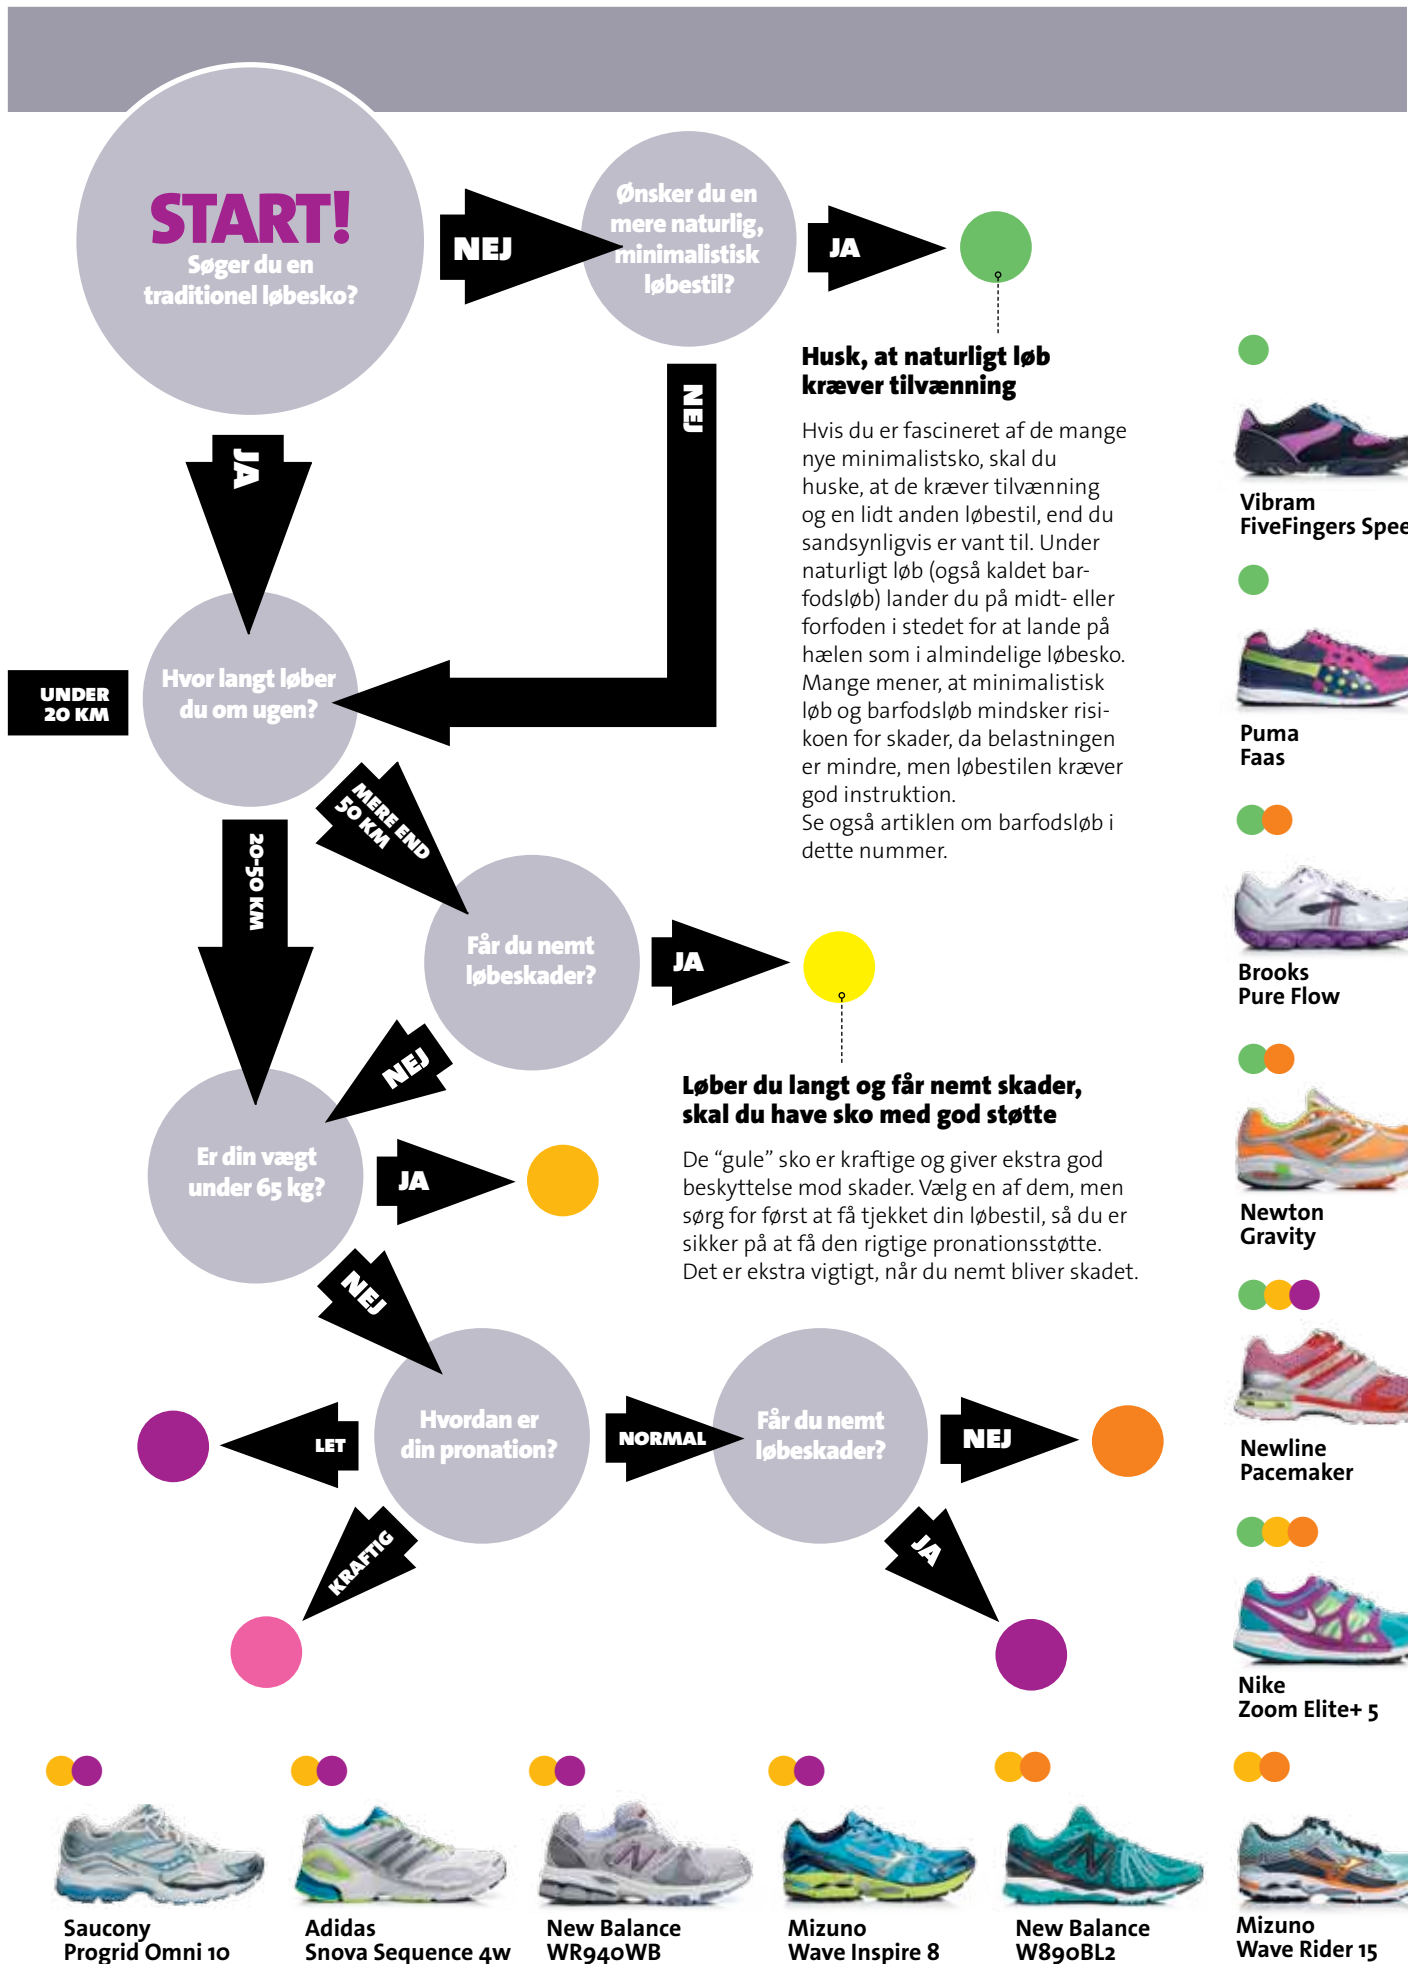 START!
Søger du en
traditionel løbesko?
NEJ
Ønsker du en
mere naturlig,
minimalistisk
løbestil?
JA
NEJ
JA
Husk, at naturligt løb
kræver tilvænning
Hvis du er fascineret af de mange
nye minimalistsko, skal du
huske, at de kræver tilvænning
og en lidt anden løbestil, end du
sandsynligvis er vant til. Under
naturligt løb (også kaldet bar-
fodsløb) lander du på midt- eller
forfoden i stedet for at lande på
hælen som i almindelige løbesko.
Mange mener, at minimalistisk
løb og barfodsløb mindsker risi-
koen for skader, da belastningen
er mindre, men løbestilen kræver
god instruktion.
Se også artiklen om barfodsløb i
dette nummer.
Hvor langt løber
du om ugen?
UNDER
20 KM
MERE END
50 KM
20-50 KM
Får du nemt
løbeskader?
JA
NEJ
Løber du langt og får nemt skader,
skal du have sko med god støtte
De “gule” sko er kraftige og giver ekstra god
beskyttelse mod skader. Vælg en af dem, men
sørg for først at få tjekket din løbestil, så du er
sikker på at få den rigtige pronationsstøtte.
Det er ekstra vigtigt, når du nemt bliver skadet.
Er din vægt
under 65 kg?
JA
NEJ
Hvordan er
din pronation?
LET
NORMAL
KRAFTIG
Får du nemt
løbeskader?
NEJ
JA
Vibram
FiveFingers Spee
Puma
Faas
Brooks
Pure Flow
Newton
Gravity
Newline
Pacemaker
Nike
Zoom Elite+ 5
Saucony
Progrid Omni 10
Adidas
Snova Sequence 4w
New Balance
WR940WB
Mizuno
Wave Inspire 8
New Balance
W890BL2
Mizuno
Wave Rider 15